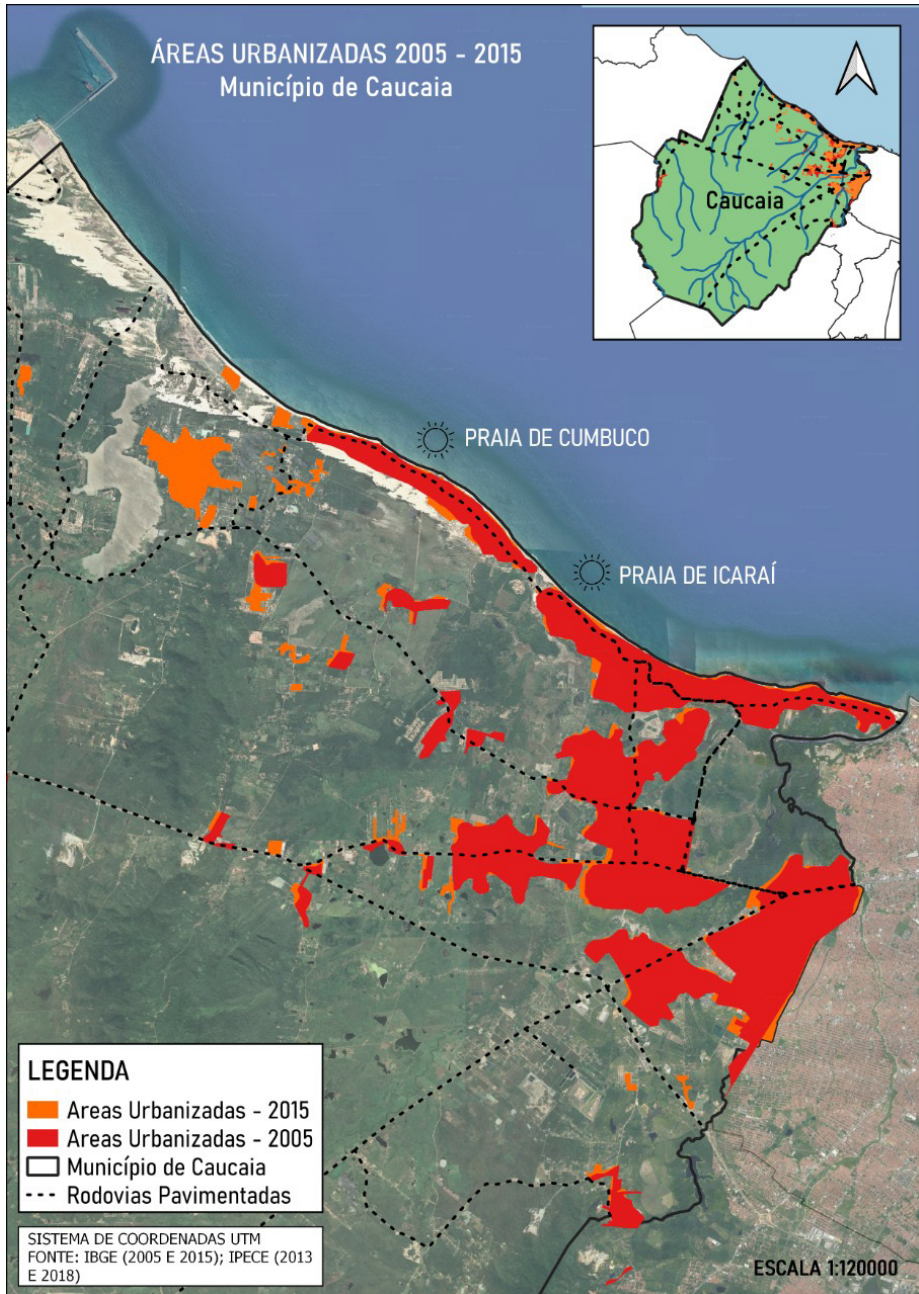 ÁREAS URBANIZADAS 2005 - 2015
Município de Caucaia
Caucaia
PRAIA DE CUMBUCO
PRAIA DE ICARAÍ
LEGENDA
Areas Urbanizadas - 2015
Areas Urbanizadas - 2005
Município de Caucaia
Rodovias Pavimentadas
SISTEMA DE COORDENADAS UTM
FONTE: IBGE (2005 E 2015); IPECE (2013
E 2018)
ESCALA 1:120000